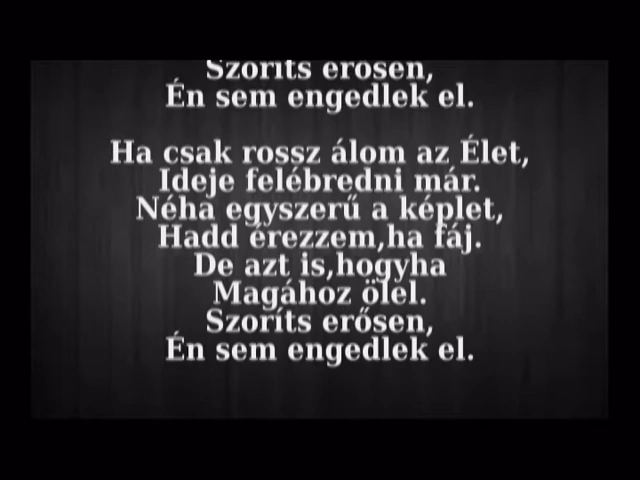 Szoríts erősen,
Én sem engedlek el.
Ha csak rossz álom az Élet,
Ideje felébredni már.
Néha egyszerű a képlet,
Hadd érezzem,ha fáj.
De azt is,hogyha
Magához ölel.
Szoríts erősen,
Én sem engedlek el.